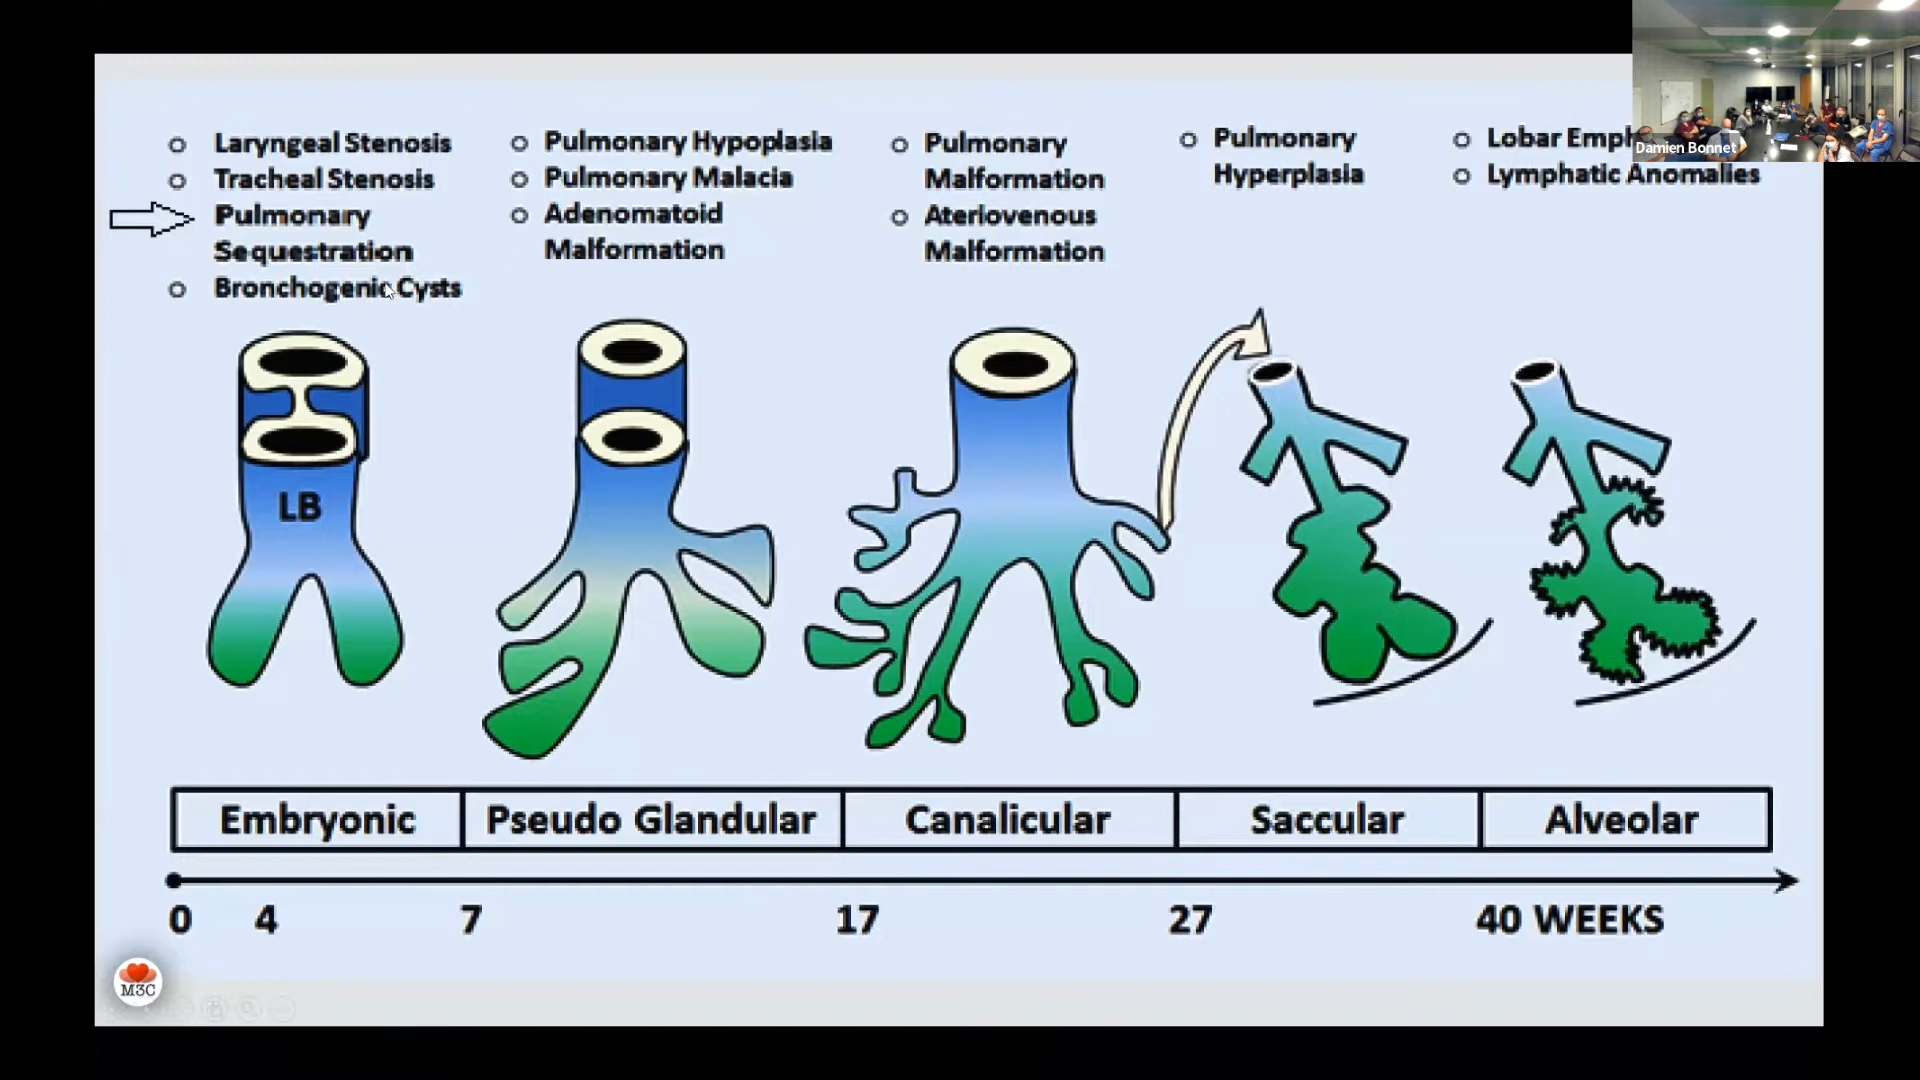 Laryngeal Stenosis
Tracheal Stenosis
Pulmonary
Sequestration
Bronchogenic Cysts
Pulmonary Hypoplasia
Pulmonary Malacia
Adenomatoid
Malformation
Pulmonary
Malformation
Ateriovenous
Malformation
Pulmonary
Hyperplasia
Lobar
Lymphatic Anomalies
Damien Bonnet
LB
Embryonic
Pseudo Glandular
Canalicular
Saccular
Alveolar
0 4 7 17 27 40 WEEKS
M3C